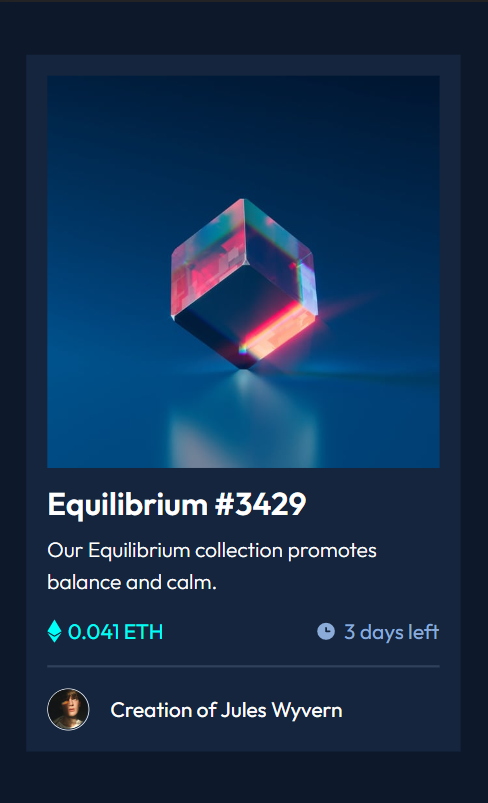 Equilibrium #3429
Our Equilibrium collection promotes
balance and calm.
0.041 ETH
3 days left
Creation of Jules Wyvern